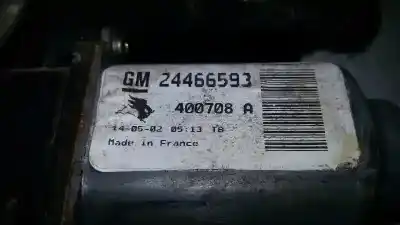 GM 24466593
400708 A
14-05-02 05:13 TB
Made in France